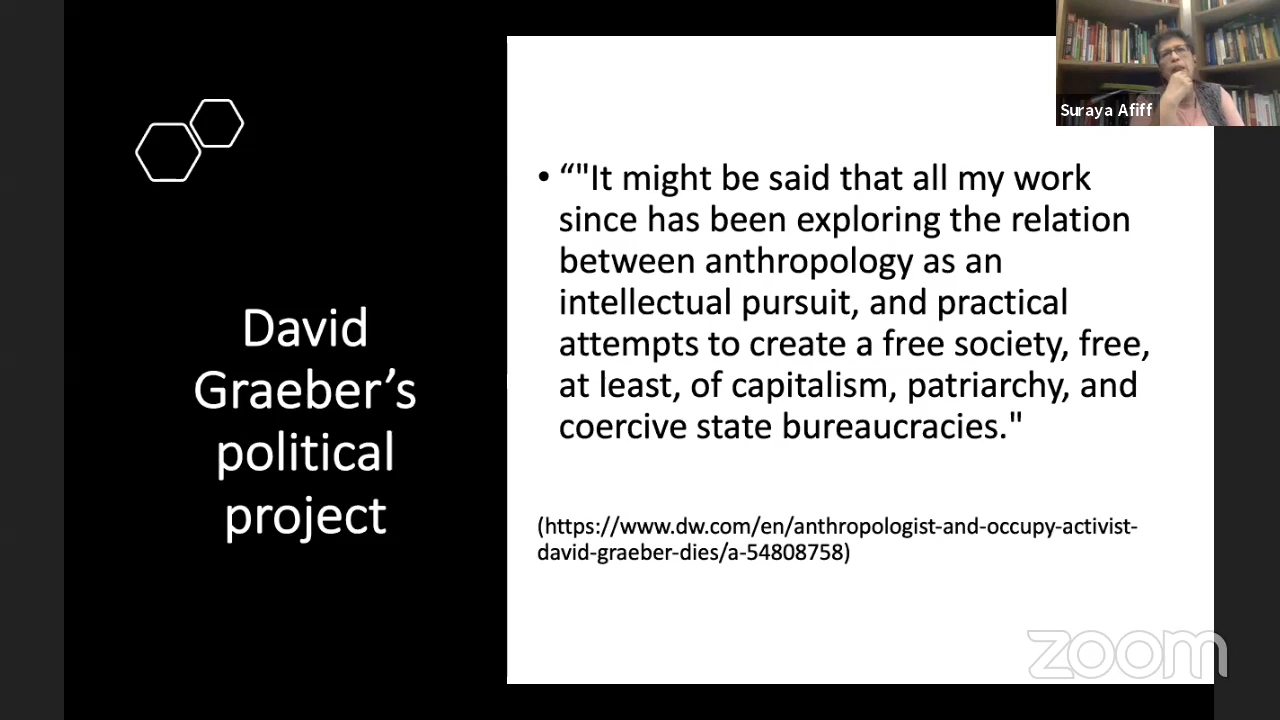 David
Graeber’s
political
project
• “"It might be said that all my work
since has been exploring the relation
between anthropology as an
intellectual pursuit, and practical
attempts to create a free society, free,
at least, of capitalism, patriarchy, and
coercive state bureaucracies."
(https://www.dw.com/en/anthropologist-and-occupy-activist-
david-graeber-dies/a-54808758)
Suraya Afiff
zoom